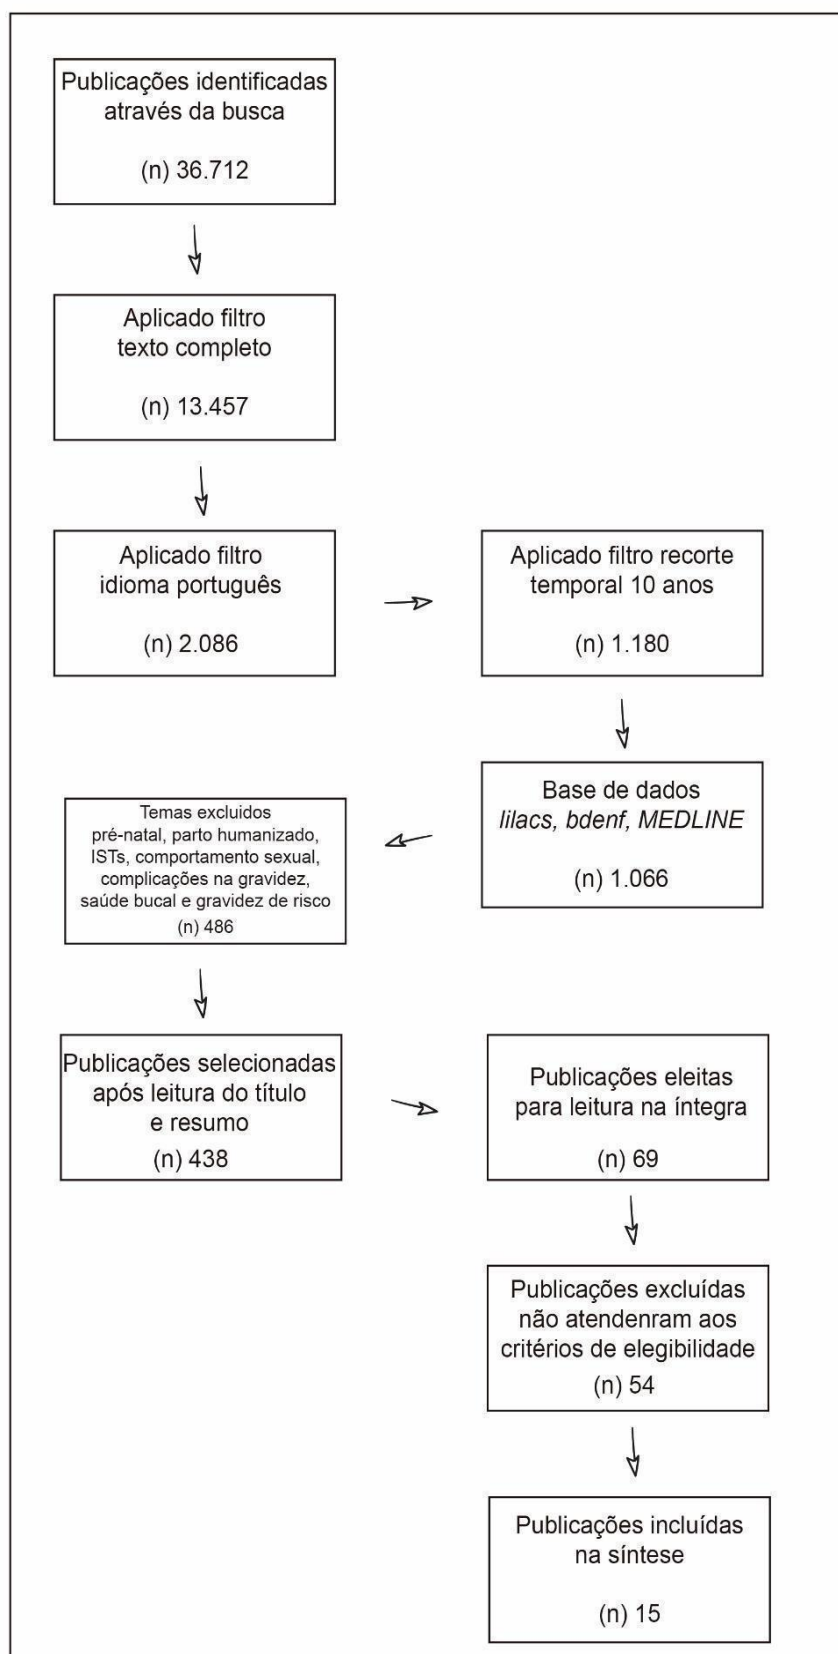 Publicações identificadas
através da busca
(n) 36.712
Aplicado filtro
texto completo
(n) 13.457
Aplicado filtro
idioma português
(n) 2.086
Aplicado filtro recorte
temporal 10 anos
(n) 1.180
Base de dados
lilacs, bdenf, MEDLINE
(n) 1.066
Temas excluidos
pré-natal, parto humanizado,
ISTs, comportamento sexual,
complicações na gravidez,
saúde bucal e gravidez de risco
(n) 486
Publicações selecionadas
após leitura do título
e resumo
(n) 438
Publicações eleitas
para leitura na íntegra
(n) 69
Publicações excluídas
não atendenram aos
critérios de elegibilidade
(n) 54
Publicações incluídas
na síntese
(n) 15